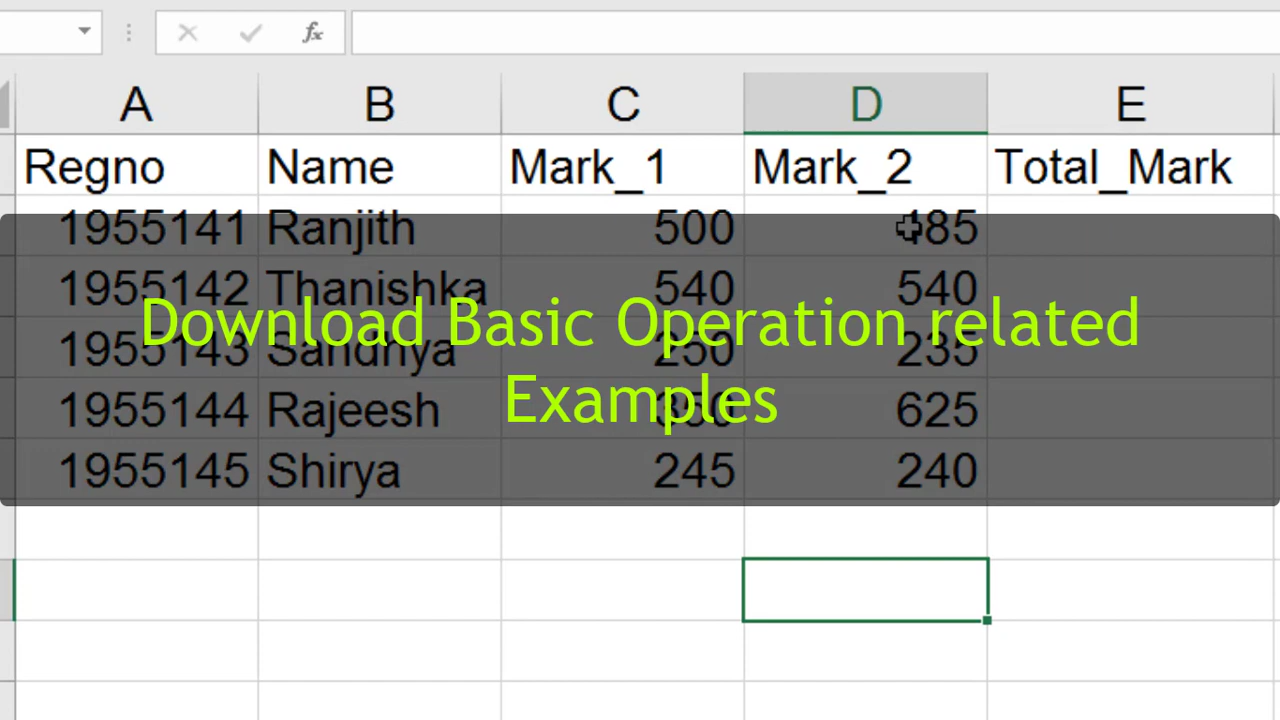 fx
A B C D E
Regno Name Mark_1 Mark_2 Total_Mark
1955141 Ranjith 500
1955142 Thanishka 540 540
Download Basic Operation related
1955143 Sandhya 250 235
Examples
1955144 Rajeesh 625
1955145 Shirya 245 240